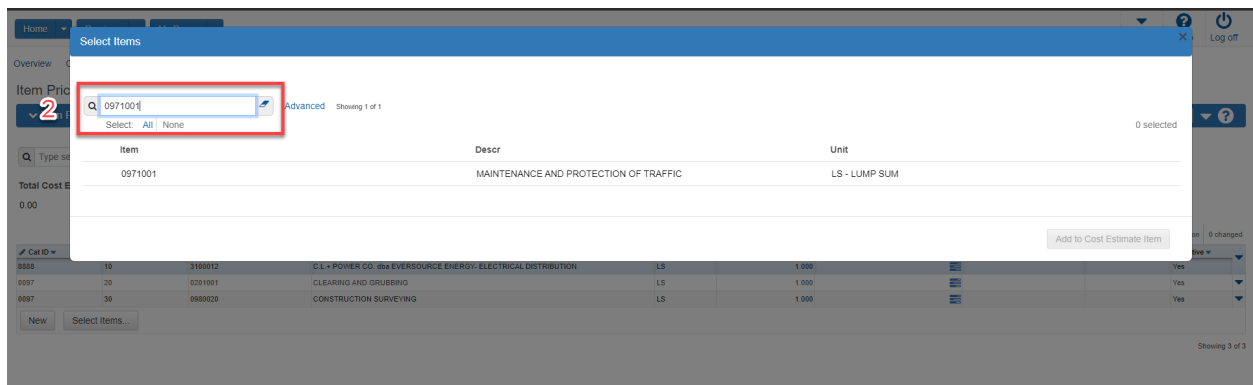 Home
Log off
Select Items
Overview
Item Pric
2
0971001
Advanced Showing 1 of 1
Select: All None
0 selected
Type se
Item Descr Unit
0971001 MAINTENANCE AND PROTECTION OF TRAFFIC LS - LUMP SUM
Total Cost E
0.00
Add to Cost Estimate Item
0 changed
Cat ID
8888 10 3100012 C.L + POWER CO. dba EVERSOURCE ENERGY- ELECTRICAL DISTRIBUTION LS 1.000 Yes
0097 20 0201001 CLEARING AND GRUBBING LS 1.000 Yes
0097 30 0980020 CONSTRUCTION SURVEYING LS 1.000 Yes
New Select Items...
Showing 3 of 3